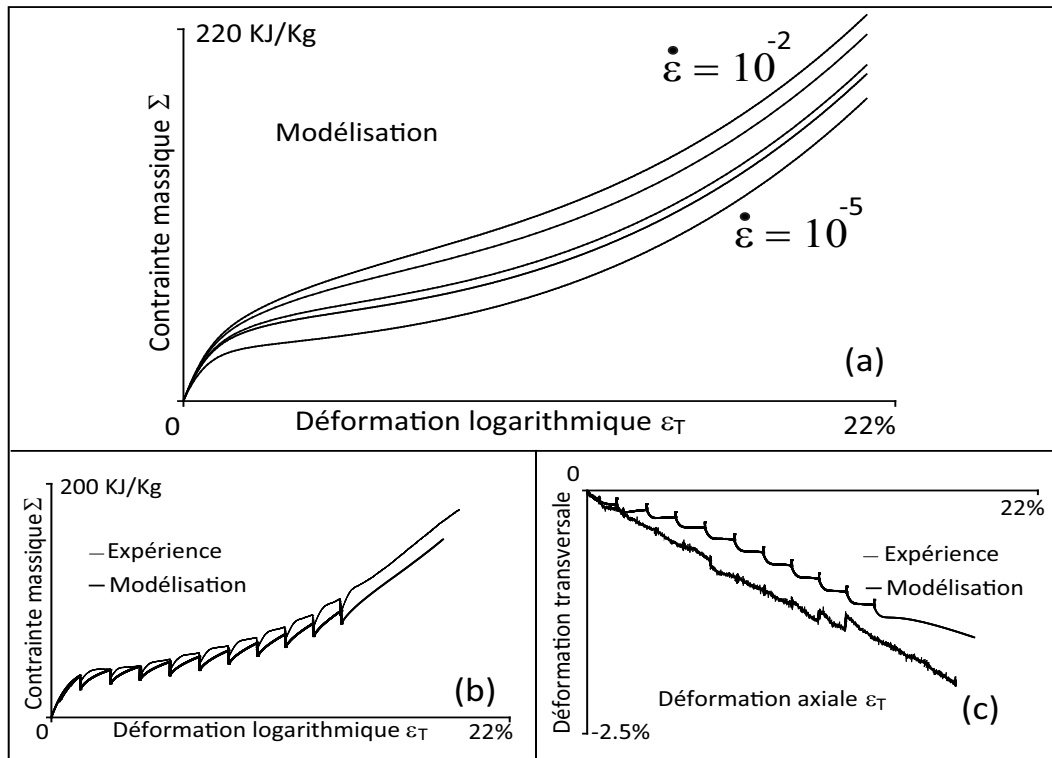 220 KJ/Kg
ε̇ = 10⁻²
Modélisation
Contrainte massique Σ
ε̇ = 10⁻⁵
(a)
0
Déformation logarithmique εT
22%
200 KJ/Kg
Contrainte massique Σ
Expérience
Modélisation
(b)
0
Déformation logarithmique εT
22%
0
22%
Déformation transversale
Expérience
Modélisation
Déformation axiale εT
(c)
-2.5%